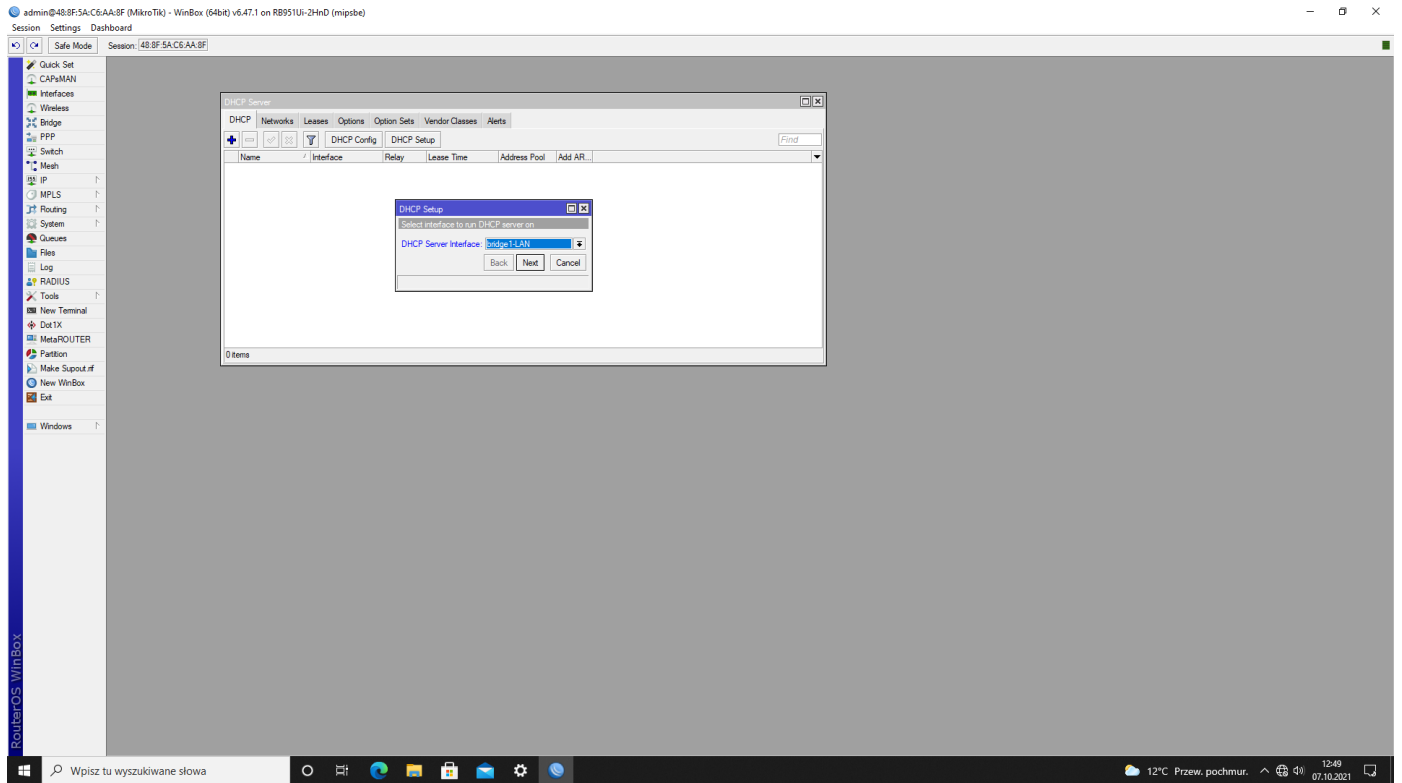 admin@48:8F:5A:C6:AA:8F (MikroTik) - WinBox (64bit) v6.47.1 on RB951Ui-2HnD (mipsbe)
Session Settings Dashboard
Safe Mode Session: 48:8F:5A:C6:AA:8F
Quick Set
CAPsMAN
Interfaces
Wireless
Bridge
PPP
Switch
Mesh
IP
MPLS
Routing
System
Queues
Files
Log
RADIUS
Tools
New Terminal
Dot1X
MetaROUTER
Partition
Make Supout.rif
New WinBox
Exit
Windows
RouterOS WinBox
DHCP Server
DHCP Networks Leases Options Option Sets Vendor Classes Alerts
DHCP Config DHCP Setup Find
Name Interface Relay Lease Time Address Pool Add AR...
DHCP Setup
Select interface to run DHCP server on
DHCP Server Interface: bridge1-LAN
Back Next Cancel
0 items
Wpisz tu wyszukiwane słowa
12°C Przew. pochmur.
12:49
07.10.2021